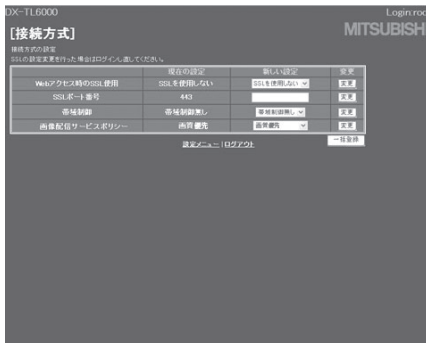 DX-TL6000 Login:roo
MITSUBISH
[接続方式]
接続方式の設定
SSLの設定変更を行った場合はログインし直してください。
現在の設定 新しい設定 変更
Webアクセス時のSSL使用 SSLを使用しない SSLを使用しない 変更
SSLポート番号 443 変更
帯域制御 帯域制御無し 帯域制御無し 変更
画像配信サービスポリシー 画質優先 画質優先 変更
一括登録
設定メニュー | ログアウト